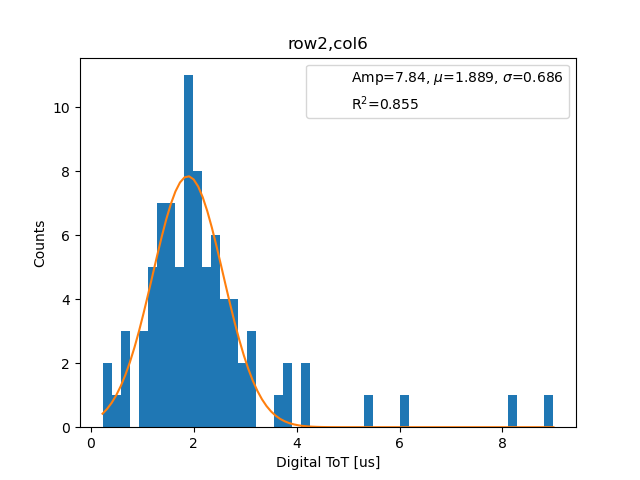 row2,col6
Amp=7.84, μ=1.889, σ=0.686
R²=0.855
Counts
10
8
6
4
2
0
0 2 4 6 8
Digital ToT [us]